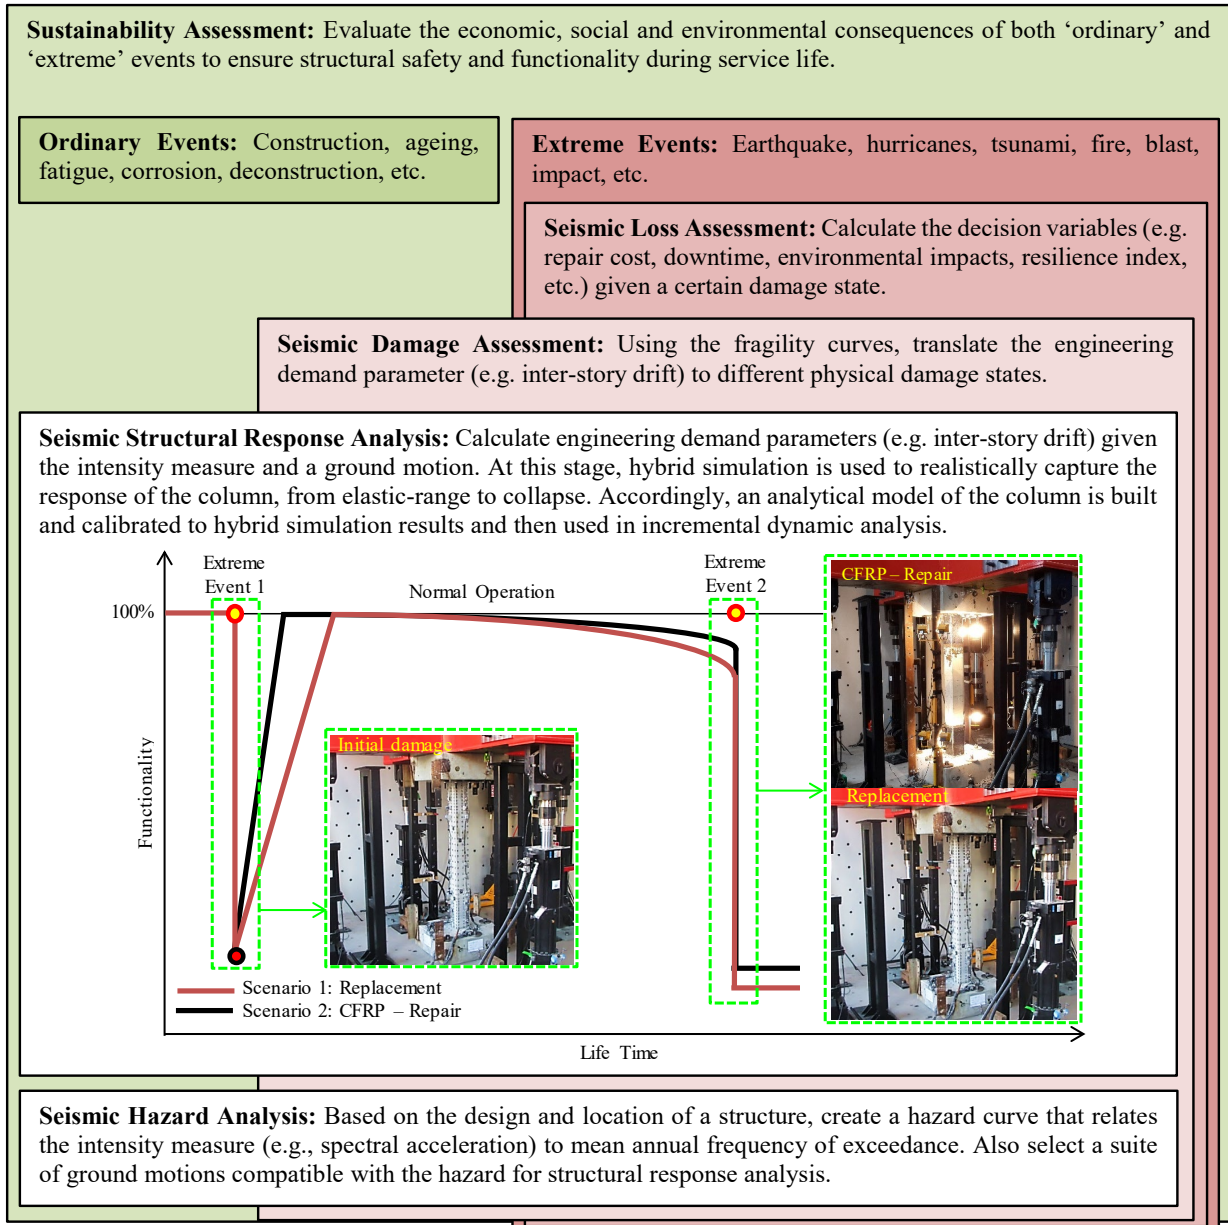 Sustainability Assessment: Evaluate the economic, social and environmental consequences of both ‘ordinary’ and
‘extreme’ events to ensure structural safety and functionality during service life.
Ordinary Events: Construction, ageing,
fatigue, corrosion, deconstruction, etc.
Extreme Events: Earthquake, hurricanes, tsunami, fire, blast,
impact, etc.
Seismic Loss Assessment: Calculate the decision variables (e.g.
repair cost, downtime, environmental impacts, resilience index,
etc.) given a certain damage state.
Seismic Damage Assessment: Using the fragility curves, translate the engineering
demand parameter (e.g. inter-story drift) to different physical damage states.
Seismic Structural Response Analysis: Calculate engineering demand parameters (e.g. inter-story drift) given
the intensity measure and a ground motion. At this stage, hybrid simulation is used to realistically capture the
response of the column, from elastic-range to collapse. Accordingly, an analytical model of the column is built
and calibrated to hybrid simulation results and then used in incremental dynamic analysis.
Extreme
Event 1
Normal Operation
Extreme
Event 2
CFRP – Repair
100%
Functionality
Initial damage
Replacement
Scenario 1: Replacement
Scenario 2: CFRP – Repair
Life Time
Seismic Hazard Analysis: Based on the design and location of a structure, create a hazard curve that relates
the intensity measure (e.g., spectral acceleration) to mean annual frequency of exceedance. Also select a suite
of ground motions compatible with the hazard for structural response analysis.